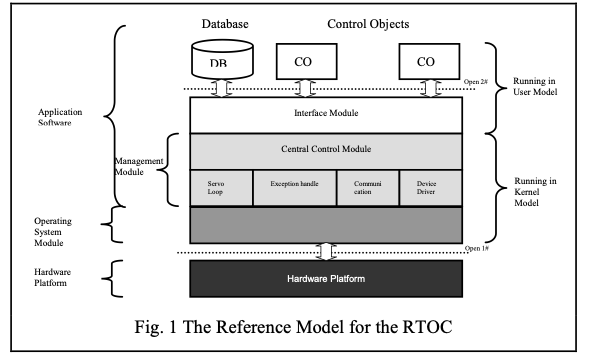 Database
Control Objects
DB
CO
CO
Open 2#
Interface Module
Running in
User Model
Application
Software
Central Control Module
Management
Module
Servo
Loop
Exception handle
Communi
cation
Device
Driver
Running in
Kernel
Model
Operating
System
Module
Open 1#
Hardware
Platform
Hardware Platform
Fig. 1 The Reference Model for the RTOC